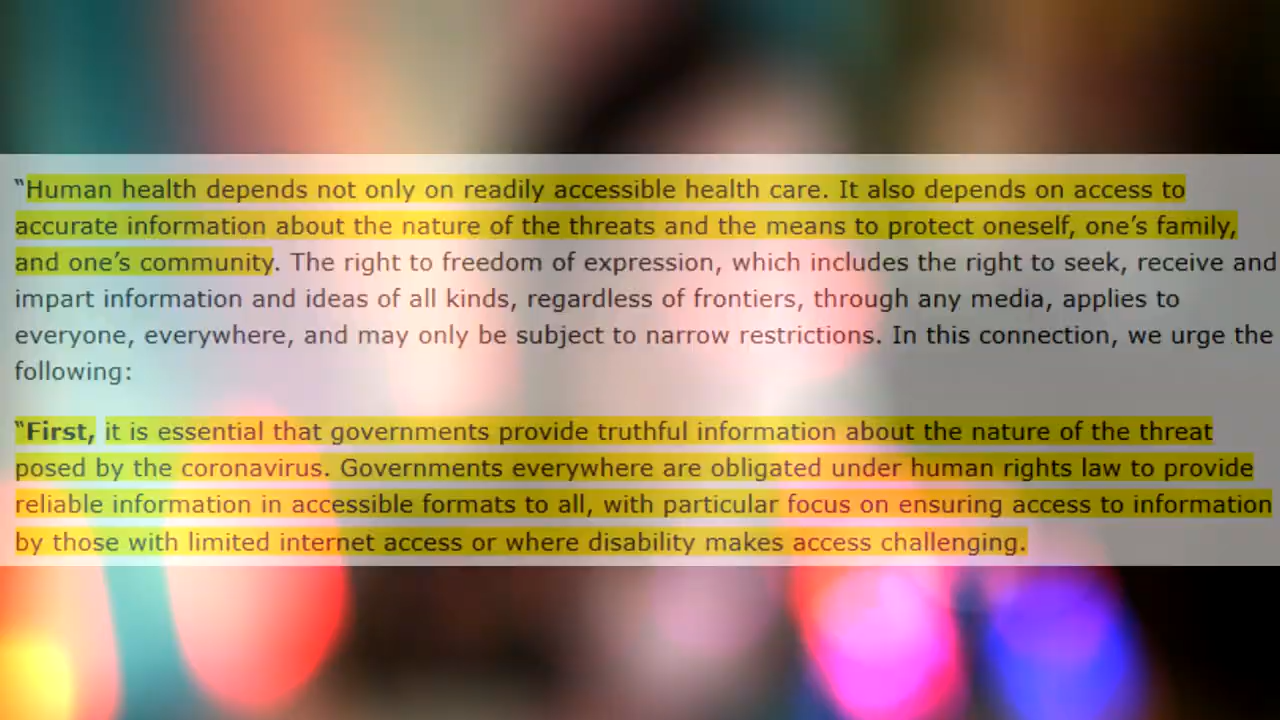 “Human health depends not only on readily accessible health care. It also depends on access to
accurate information about the nature of the threats and the means to protect oneself, one’s family,
and one’s community. The right to freedom of expression, which includes the right to seek, receive and
impart information and ideas of all kinds, regardless of frontiers, through any media, applies to
everyone, everywhere, and may only be subject to narrow restrictions. In this connection, we urge the
following:
“First, it is essential that governments provide truthful information about the nature of the threat
posed by the coronavirus. Governments everywhere are obligated under human rights law to provide
reliable information in accessible formats to all, with particular focus on ensuring access to information
by those with limited internet access or where disability makes access challenging.